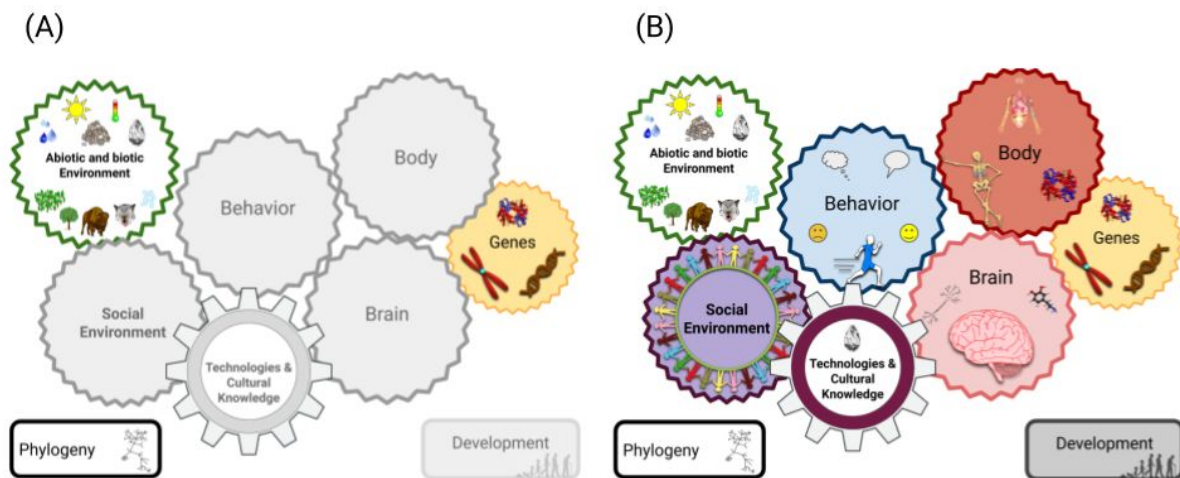 (A)
Abiotic and biotic
Environment
Behavior
Body
Genes
Social
Environment
Brain
Technologies &
Cultural
Knowledge
Phylogeny
Development
(B)
Abiotic and biotic
Environment
Behavior
Body
Genes
Social
Environment
Brain
Technologies &
Cultural
Knowledge
Phylogeny
Development